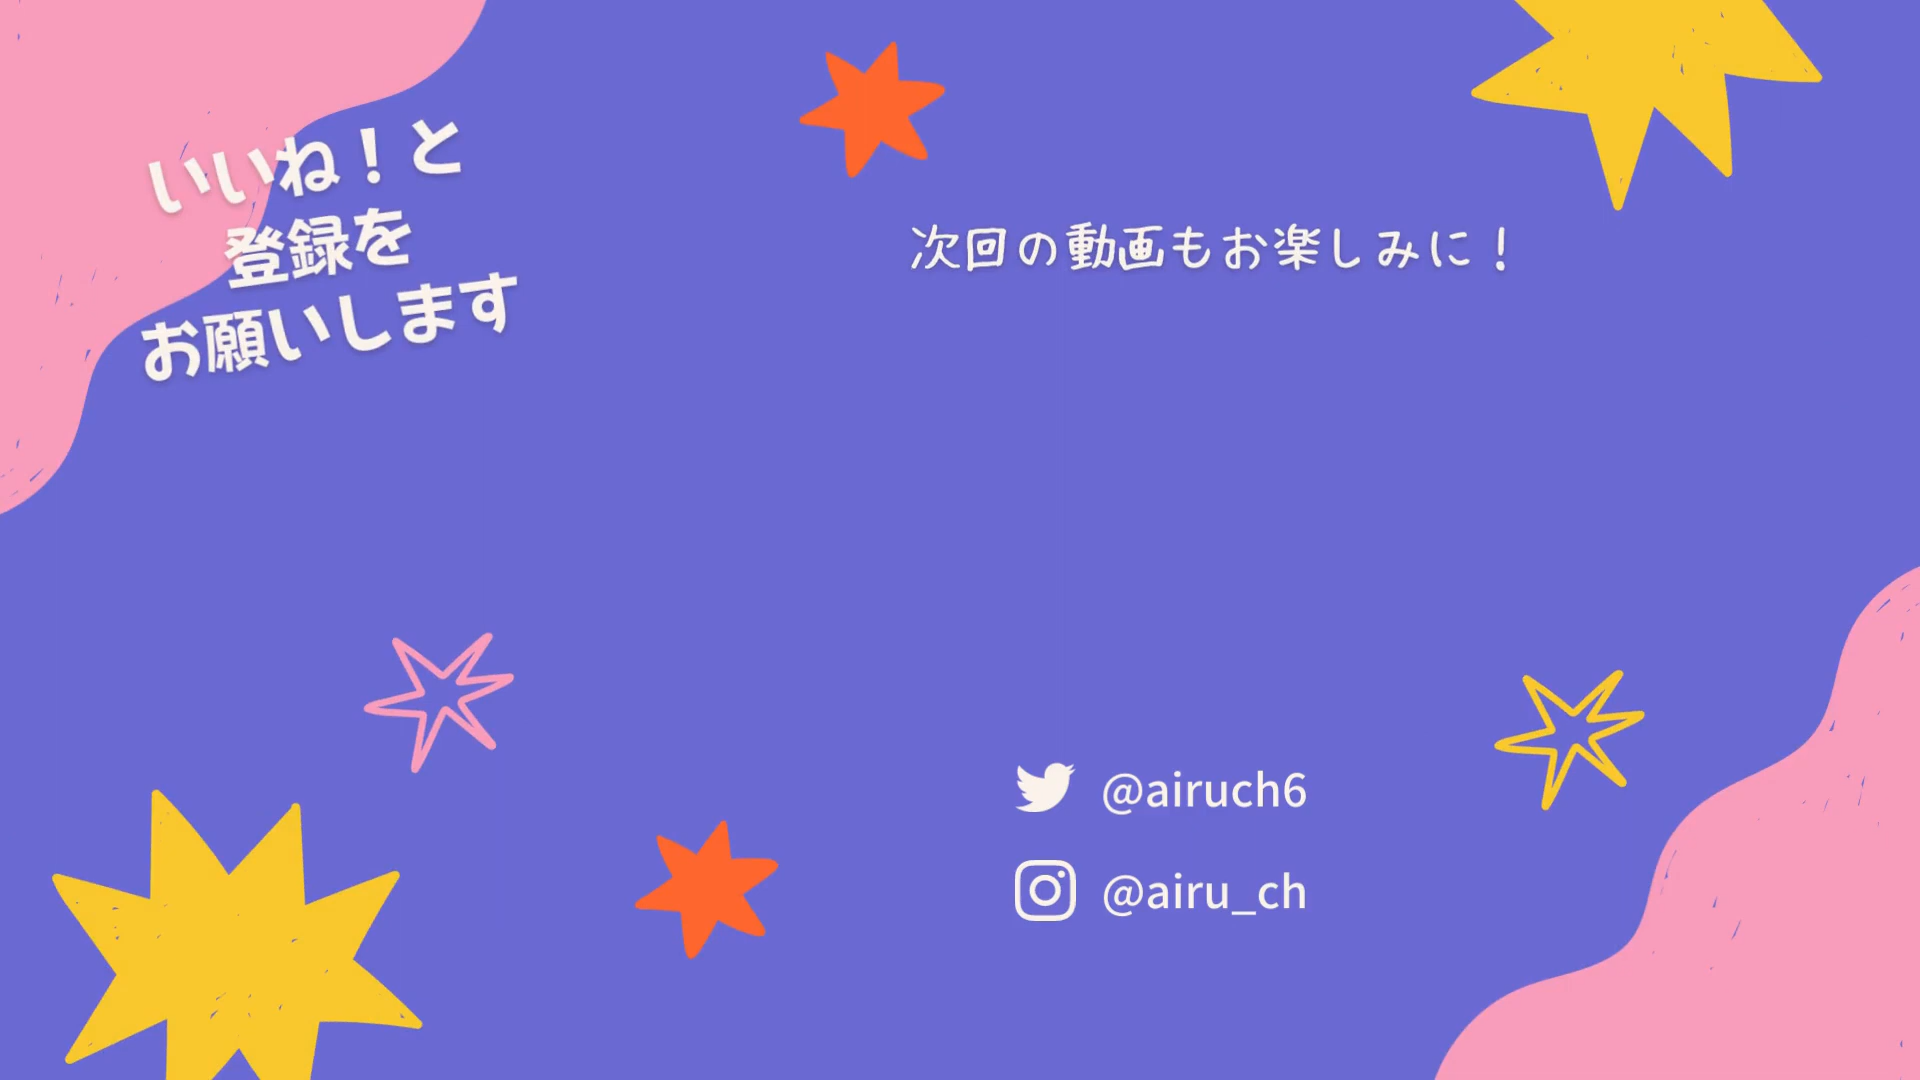 いいね！と
登録を
お願いします
次回の動画もお楽しみに！
@airuch6
@airu_ch